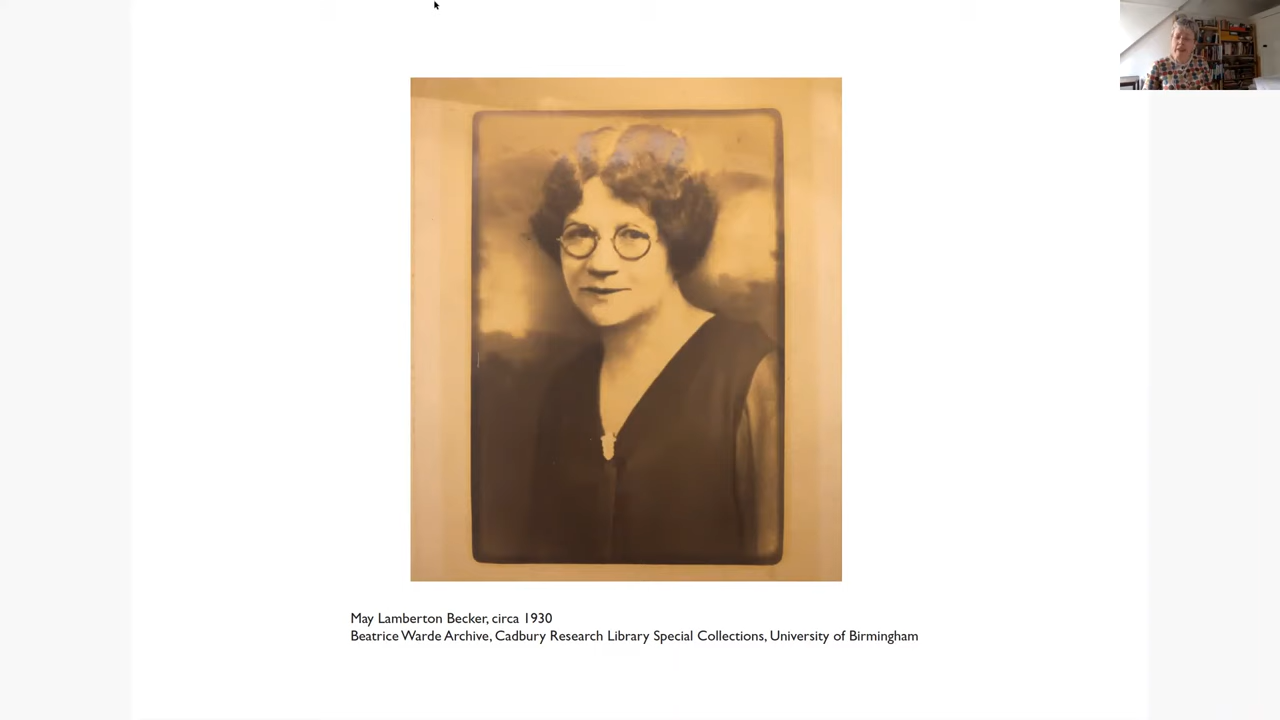 May Lamberton Becker, circa 1930
Beatrice Warde Archive, Cadbury Research Library Special Collections, University of Birmingham